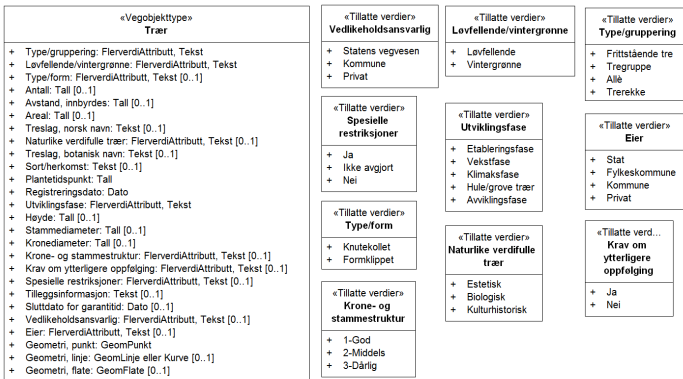 «Vegobjekttype»
Trær
+ Type/gruppering: FlerverdiAttributt, Tekst
+ Løvfellende/vintergrønne: FlerverdiAttributt, Tekst
+ Type/form: FlerverdiAttributt, Tekst [0..1]
+ Antall: Tall [0..1]
+ Avstand, innbyrdes: Tall [0..1]
+ Areal: Tall [0..1]
+ Treslag, norsk navn: Tekst [0..1]
+ Naturlike verdifulle trær: FlerverdiAttributt, Tekst [0..1]
+ Treslag, botanisk navn: Tekst [0..1]
+ Sort/herkomst: Tekst [0..1]
+ Plantetidspunkt: Tall
+ Registreringsdato: Dato
+ Utviklingsfase: FlerverdiAttributt, Tekst
+ Høyde: Tall [0..1]
+ Stammediameter: Tall [0..1]
+ Kronediameter: Tall [0..1]
+ Krone- og stammestruktur: FlerverdiAttributt, Tekst [0..1]
+ Krav om ytterligere oppfølging: FlerverdiAttributt, Tekst [0..1]
+ Spesielle restriksjoner: FlerverdiAttributt, Tekst [0..1]
+ Tilleggsinformasjon: Tekst [0..1]
+ Sluttdato for garantitid: Dato [0..1]
+ Vedlikeholdsansvarlig: FlerverdiAttributt, Tekst [0..1]
+ Eier: FlerverdiAttributt, Tekst [0..1]
+ Geometri, punkt: GeomPunkt
+ Geometri, linje: GeomLinje eller Kurve [0..1]
+ Geometri, flate: GeomFlate [0..1]
«Tillatte verdier»
Vedlikeholdsansvarlig
+ Statens vegvesen
+ Kommune
+ Privat
«Tillatte verdier»
Spesielle
restriksjoner
+ Ja
+ Ikke avgjort
+ Nei
«Tillatte verdier»
Type/form
+ Knutekollet
+ Formklippet
«Tillatte verdier»
Krone- og
stammestruktur
+ 1-God
+ 2-Middels
+ 3-Dårlig
«Tillatte verdier»
Løvfellende/vintergrønne
+ Løvfellende
+ Vintergrønne
«Tillatte verdier»
Utviklingsfase
+ Etableringsfase
+ Vekstfase
+ Klimaksfase
+ Hule/grove trær
+ Avviklingsfase
«Tillatte verdier»
Naturlike verdifulle
trær
+ Estetisk
+ Biologisk
+ Kulturhistorisk
«Tillatte verdier»
Type/gruppering
+ Frittstående tre
+ Tregruppe
+ Allè
+ Trerekke
«Tillatte verdier»
Eier
+ Stat
+ Fylkeskommune
+ Kommune
+ Privat
«Tillatte verd...
Krav om
ytterligere
oppfølging
+ Ja
+ Nei